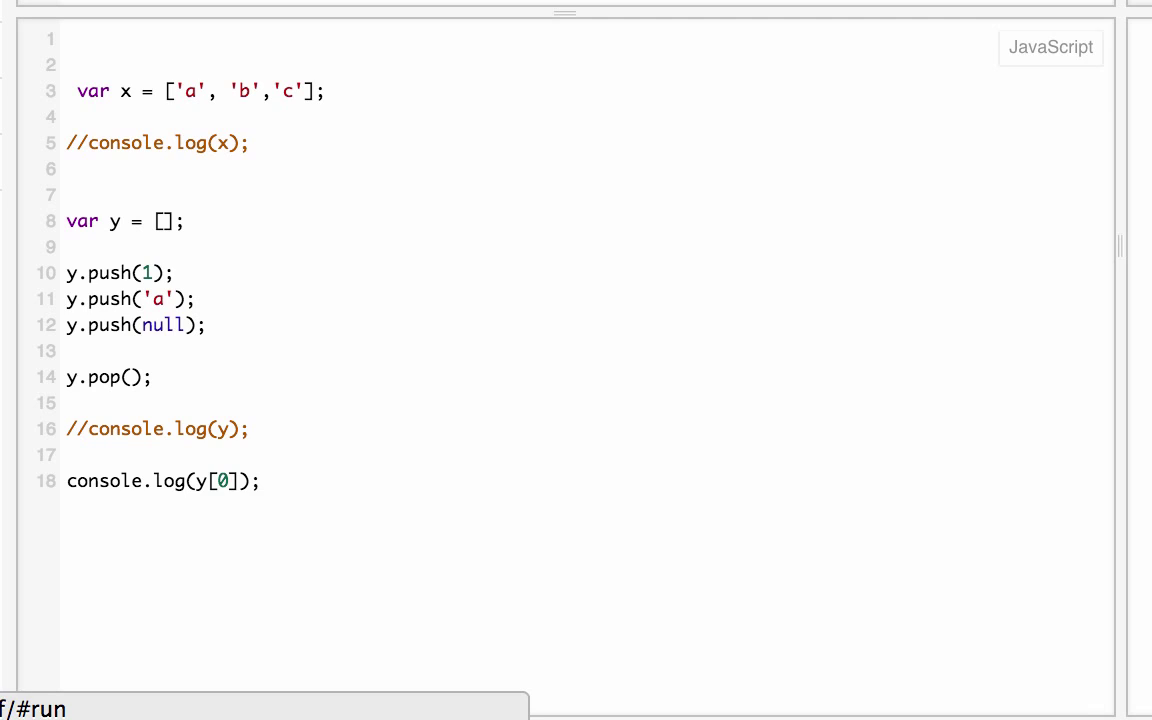 JavaScript
1
2
3 var x = ['a', 'b','c'];
4
5 //console.log(x);
6
7
8 var y = [];
9
10 y.push(1);
11 y.push('a');
12 y.push(null);
13
14 y.pop();
15
16 //console.log(y);
17
18 console.log(y[0]);
f/#run